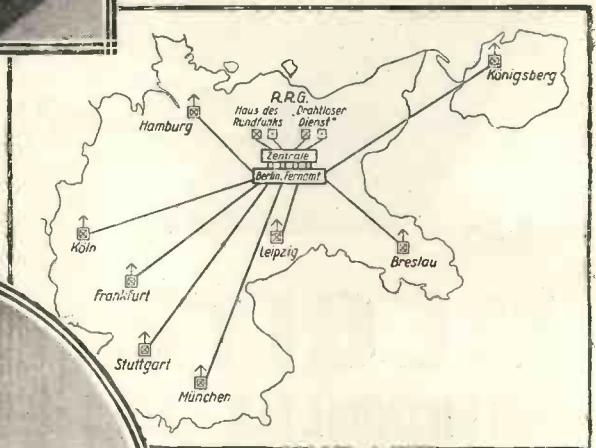 Königsberg
R.R.G.
Haus des Rundfunks
„Drahtloser Dienst"
Hamburg
Zentrale
Berlin, Fernamt
Köln
Leipzig
Breslau
Frankfurt
Stuttgart
München